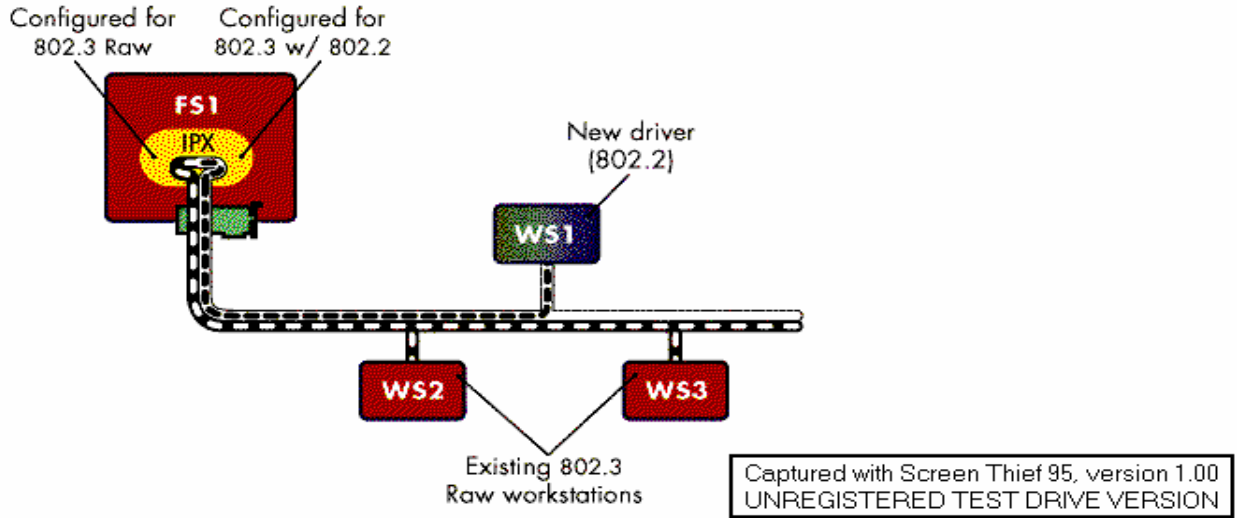 Configured for
802.3 Raw
Configured for
802.3 w/ 802.2
FS1
IPX
New driver
(802.2)
WS1
WS2
WS3
Existing 802.3
Raw workstations
Captured with Screen Thief 95, version 1.00
UNREGISTERED TEST DRIVE VERSION